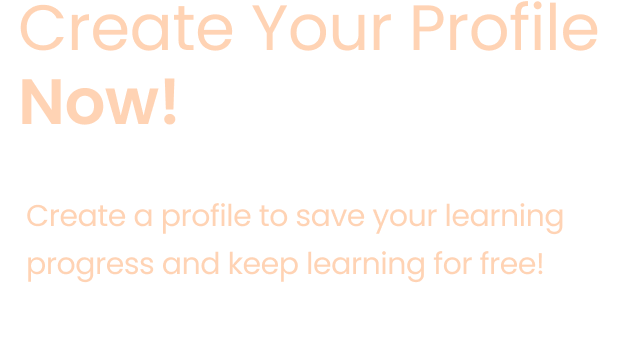 Create Your Profile
Now!
Create a profile to save your learning
progress and keep learning for free!